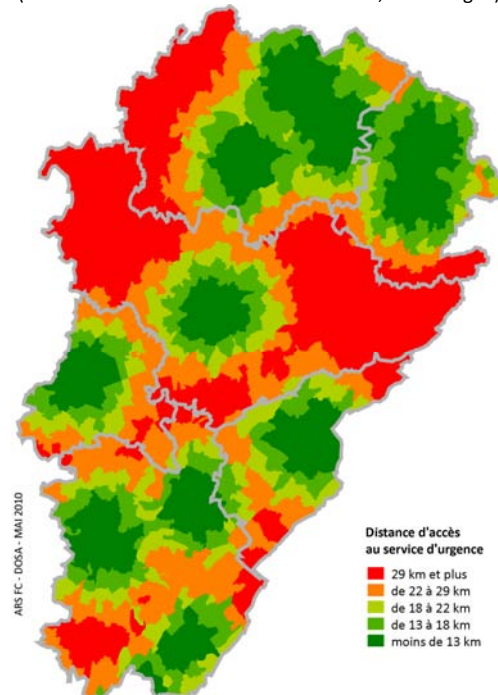 ARS FC - DOSA - MAI 2010
Distance d'accès
au service d'urgence
29 km et plus
de 22 à 29 km
de 18 à 22 km
de 13 à 18 km
moins de 13 km